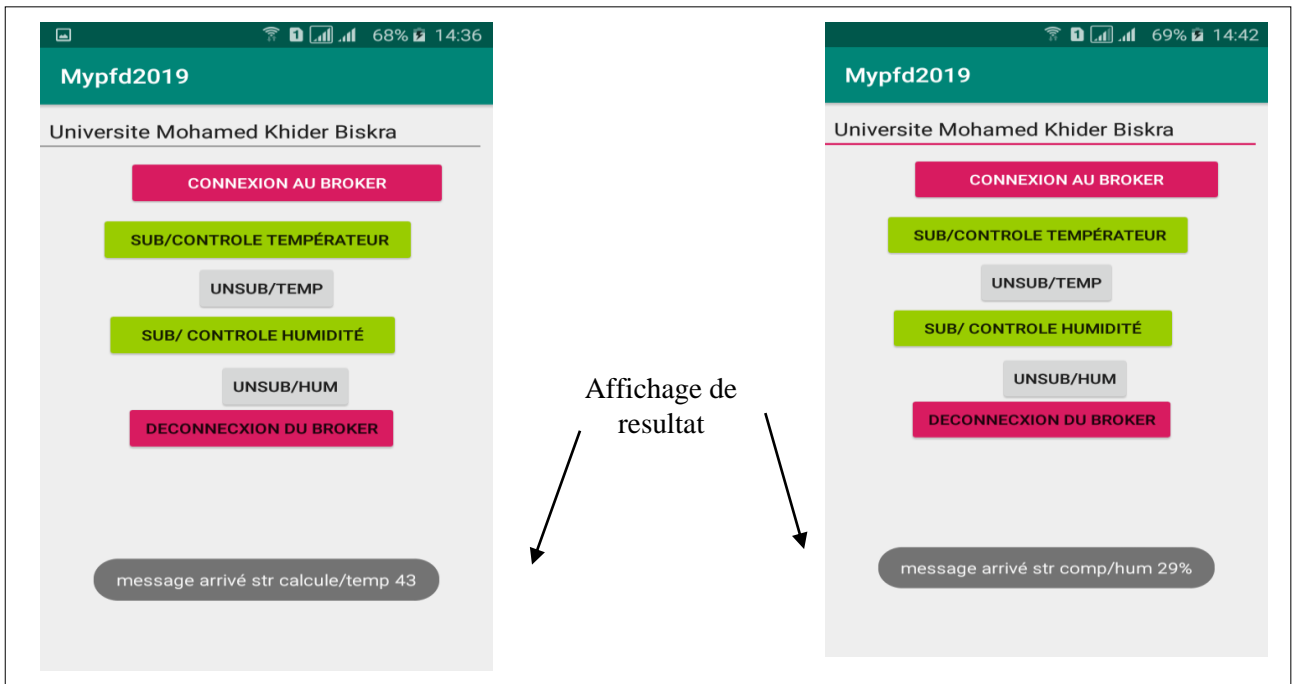 68% 14:36
Mypfd2019
Universite Mohamed Khider Biskra
CONNEXION AU BROKER
SUB/CONTROLE TEMPÉRATEUR
UNSUB/TEMP
SUB/ CONTROLE HUMIDITÉ
UNSUB/HUM
DECONNECXION DU BROKER
message arrivé str calcule/temp 43
Affichage de
resultat
1 69% 14:42
Mypfd2019
Universite Mohamed Khider Biskra
CONNEXION AU BROKER
SUB/CONTROLE TEMPÉRATEUR
UNSUB/TEMP
SUB/ CONTROLE HUMIDITÉ
UNSUB/HUM
DECONNECXION DU BROKER
message arrivé str comp/hum 29%